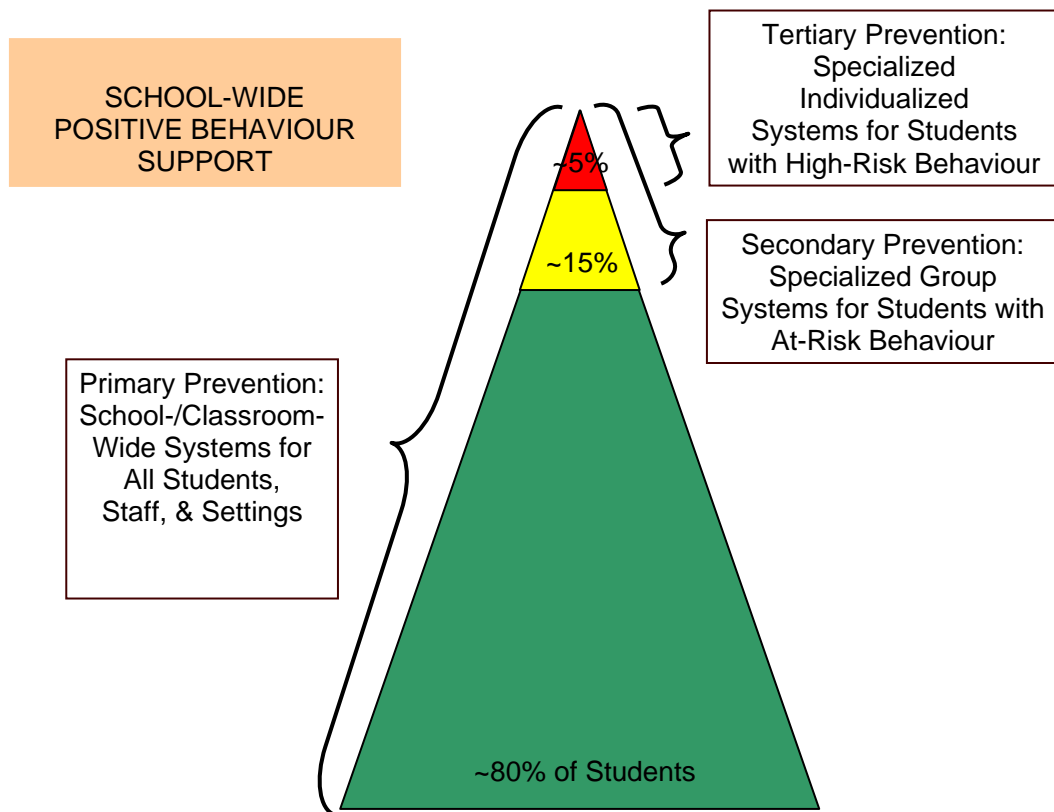 SCHOOL-WIDE
POSITIVE BEHAVIOUR
SUPPORT
Tertiary Prevention:
Specialized
Individualized
Systems for Students
with High-Risk Behaviour
~5%
Secondary Prevention:
Specialized Group
Systems for Students with
At-Risk Behaviour
~15%
Primary Prevention:
School-/Classroom-
Wide Systems for
All Students,
Staff, & Settings
~80% of Students